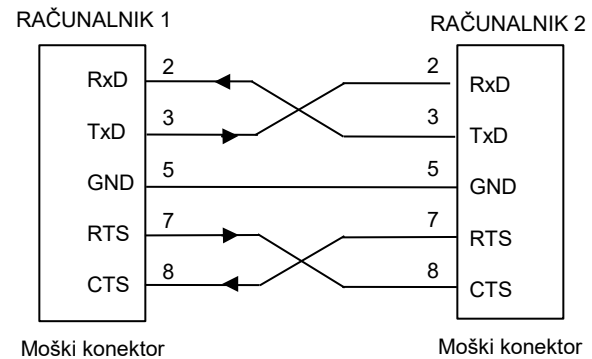 RAČUNALNIK 1
RxD 2
TxD 3
GND 5
RTS 7
CTS 8
Moški konektor
RAČUNALNIK 2
2 RxD
3 TxD
5 GND
7 RTS
8 CTS
Moški konektor